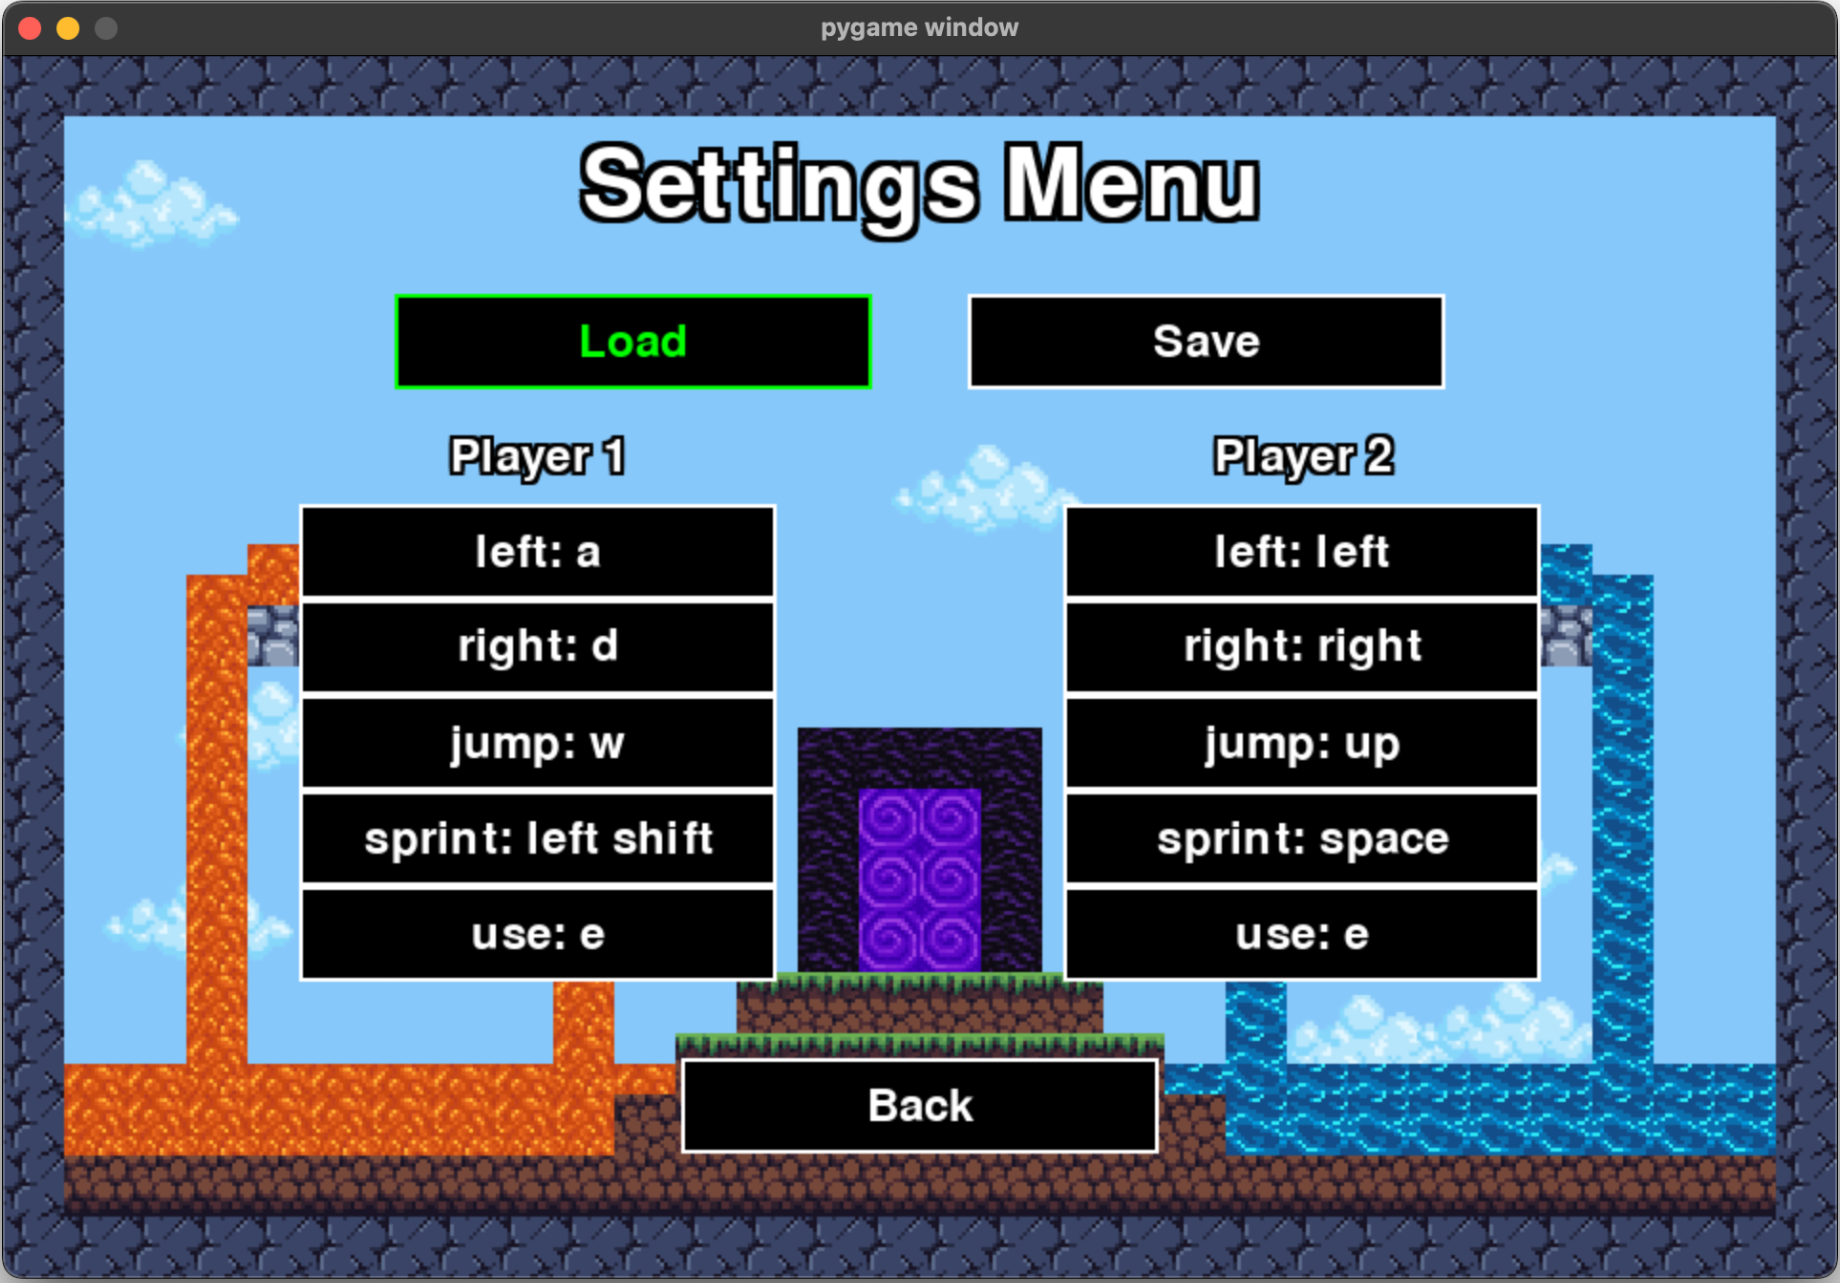 pygame window
Settings Menu
Load
Save
Player 1
left: a
right: d
jump: w
sprint: left shift
use: e
Player 2
left: left
right: right
jump: up
sprint: space
use: e
Back